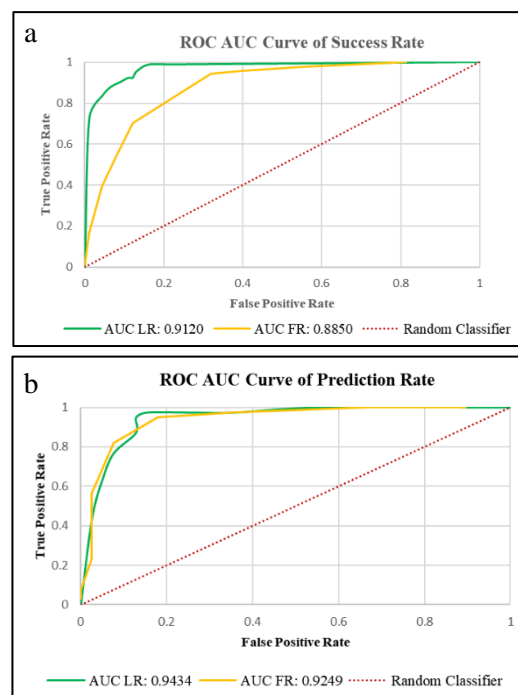 a
ROC AUC Curve of Success Rate
True Positive Rate
1
0.8
0.6
0.4
0.2
0
0
0.2
0.4
0.6
0.8
1
False Positive Rate
AUC LR: 0.9120 AUC FR: 0.8850 Random Classifier
b
ROC AUC Curve of Prediction Rate
True Positive Rate
1
0.8
0.6
0.4
0.2
0
0
0.2
0.4
0.6
0.8
1
False Positive Rate
AUC LR: 0.9434 AUC FR: 0.9249 Random Classifier